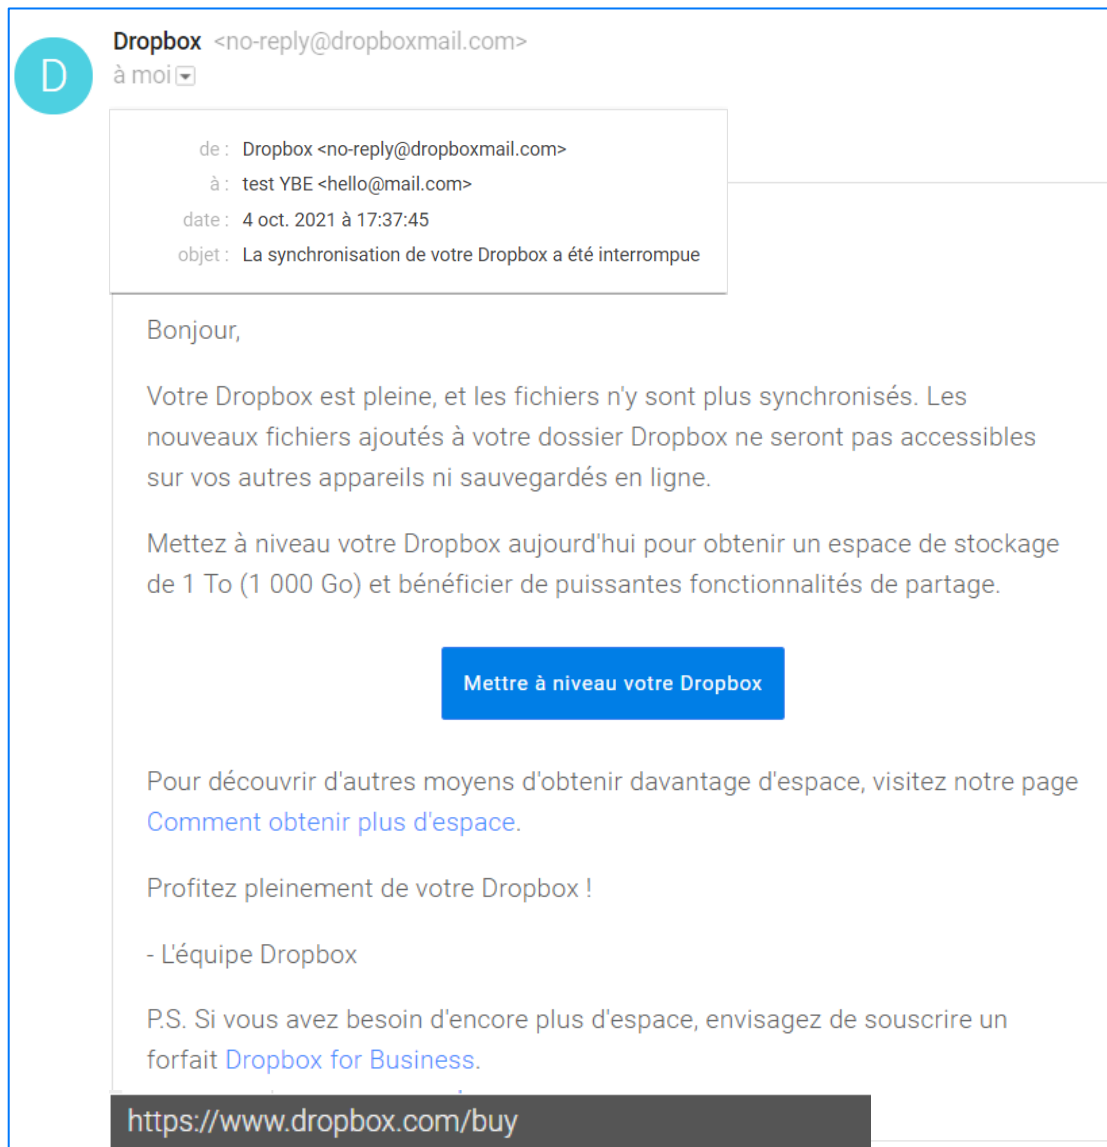 Dropbox <no-reply@dropboxmail.com>
D
à moi
de : Dropbox <no-reply@dropboxmail.com>
à : test YBE <hello@mail.com>
date : 4 oct. 2021 à 17:37:45
objet : La synchronisation de votre Dropbox a été interrompue
Bonjour,
Votre Dropbox est pleine, et les fichiers n'y sont plus synchronisés. Les
nouveaux fichiers ajoutés à votre dossier Dropbox ne seront pas accessibles
sur vos autres appareils ni sauvegardés en ligne.
Mettez à niveau votre Dropbox aujourd'hui pour obtenir un espace de stockage
de 1 To (1 000 Go) et bénéficier de puissantes fonctionnalités de partage.
Mettre à niveau votre Dropbox
Pour découvrir d'autres moyens d'obtenir davantage d'espace, visitez notre page
Comment obtenir plus d'espace.
Profitez pleinement de votre Dropbox !
- L'équipe Dropbox
P.S. Si vous avez besoin d'encore plus d'espace, envisagez de souscrire un
forfait Dropbox for Business.
https://www.dropbox.com/buy